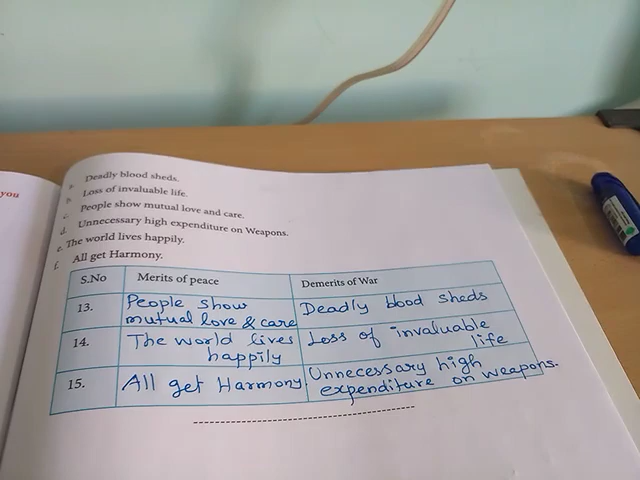 you
a. Deadly blood sheds.
b. Loss of invaluable life.
c. People show mutual love and care.
d. Unnecessary high expenditure on Weapons.
e. The world lives happily.
f. All get Harmony.
S.No Merits of peace Demerits of War
13. People show mutual love & care Deadly blood sheds
14. The world lives happily Loss of invaluable life
15. All get Harmony Unnecessary high expenditure on weapons.